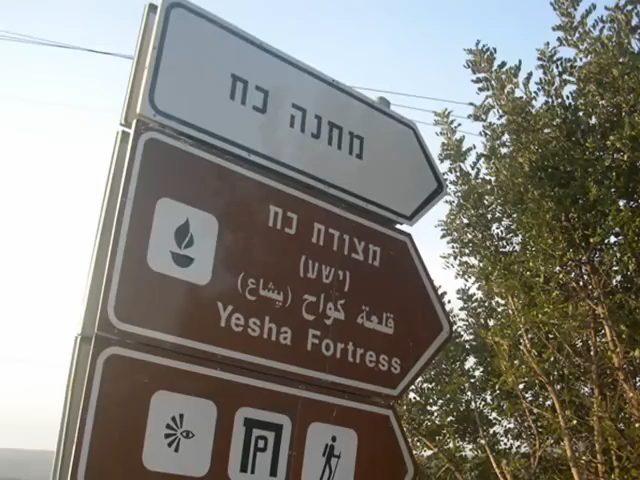 מחנה כח
מצודת כח
(ישע)
قلعة كواح (يشاع)
Yesha Fortress